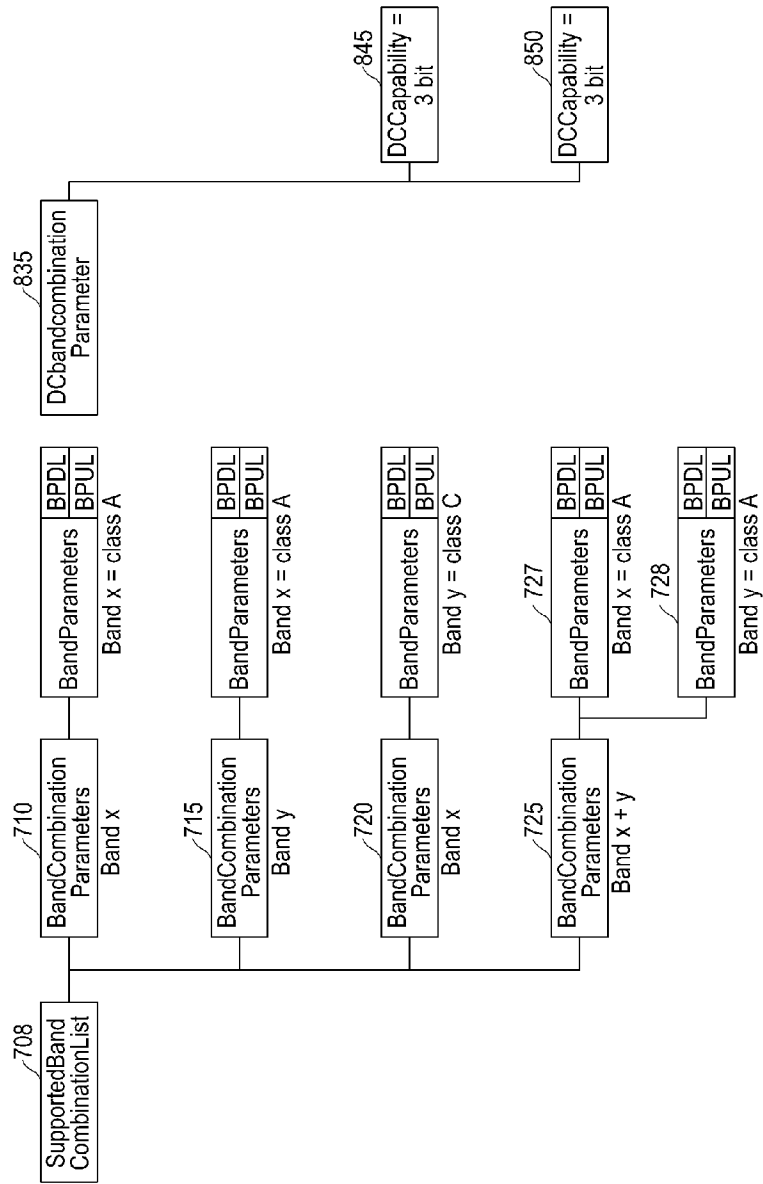 708
SupportedBand
CombinationList
710
BandCombination
Parameters
Band x
BandParameters
BPDL
BPUL
Band x = class A
715
BandCombination
Parameters
Band y
BandParameters
BPDL
BPUL
Band x = class A
720
BandCombination
Parameters
Band x
BandParameters
BPDL
BPUL
Band y = class C
725
BandCombination
Parameters
Band x + y
727
BandParameters
BPDL
BPUL
Band x = class A
728
BandParameters
BPDL
BPUL
Band y = class A
835
DCbandcombination
Parameter
845
DCCapability =
3 bit
850
DCCapability =
3 bit